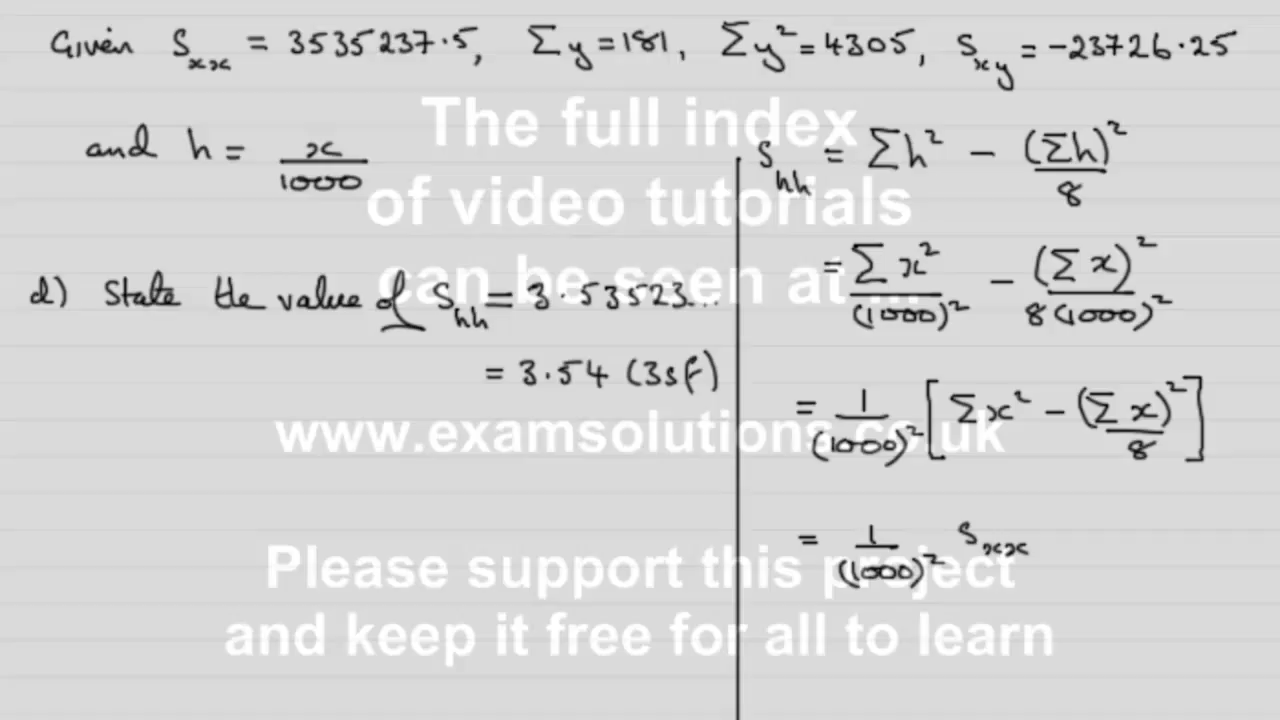 Given Sxx = 3535237.5, Σy = 181, Σy² = 4305, Sxy = -23726.25
and h = x/1000
d) State the value of Shh = 3.53523...
= 3.54 (3sf)
Shh = Σh² - (Σh)²/8
= Σx²/(1000)² - (Σx)²/8(1000)²
= 1/(1000)² [Σx² - (Σx)²/8]
= 1/(1000)² Sxx
The full index
of video tutorials
can be seen at ...
www.examsolutions.co.uk
Please support this project
and keep it free for all to learn